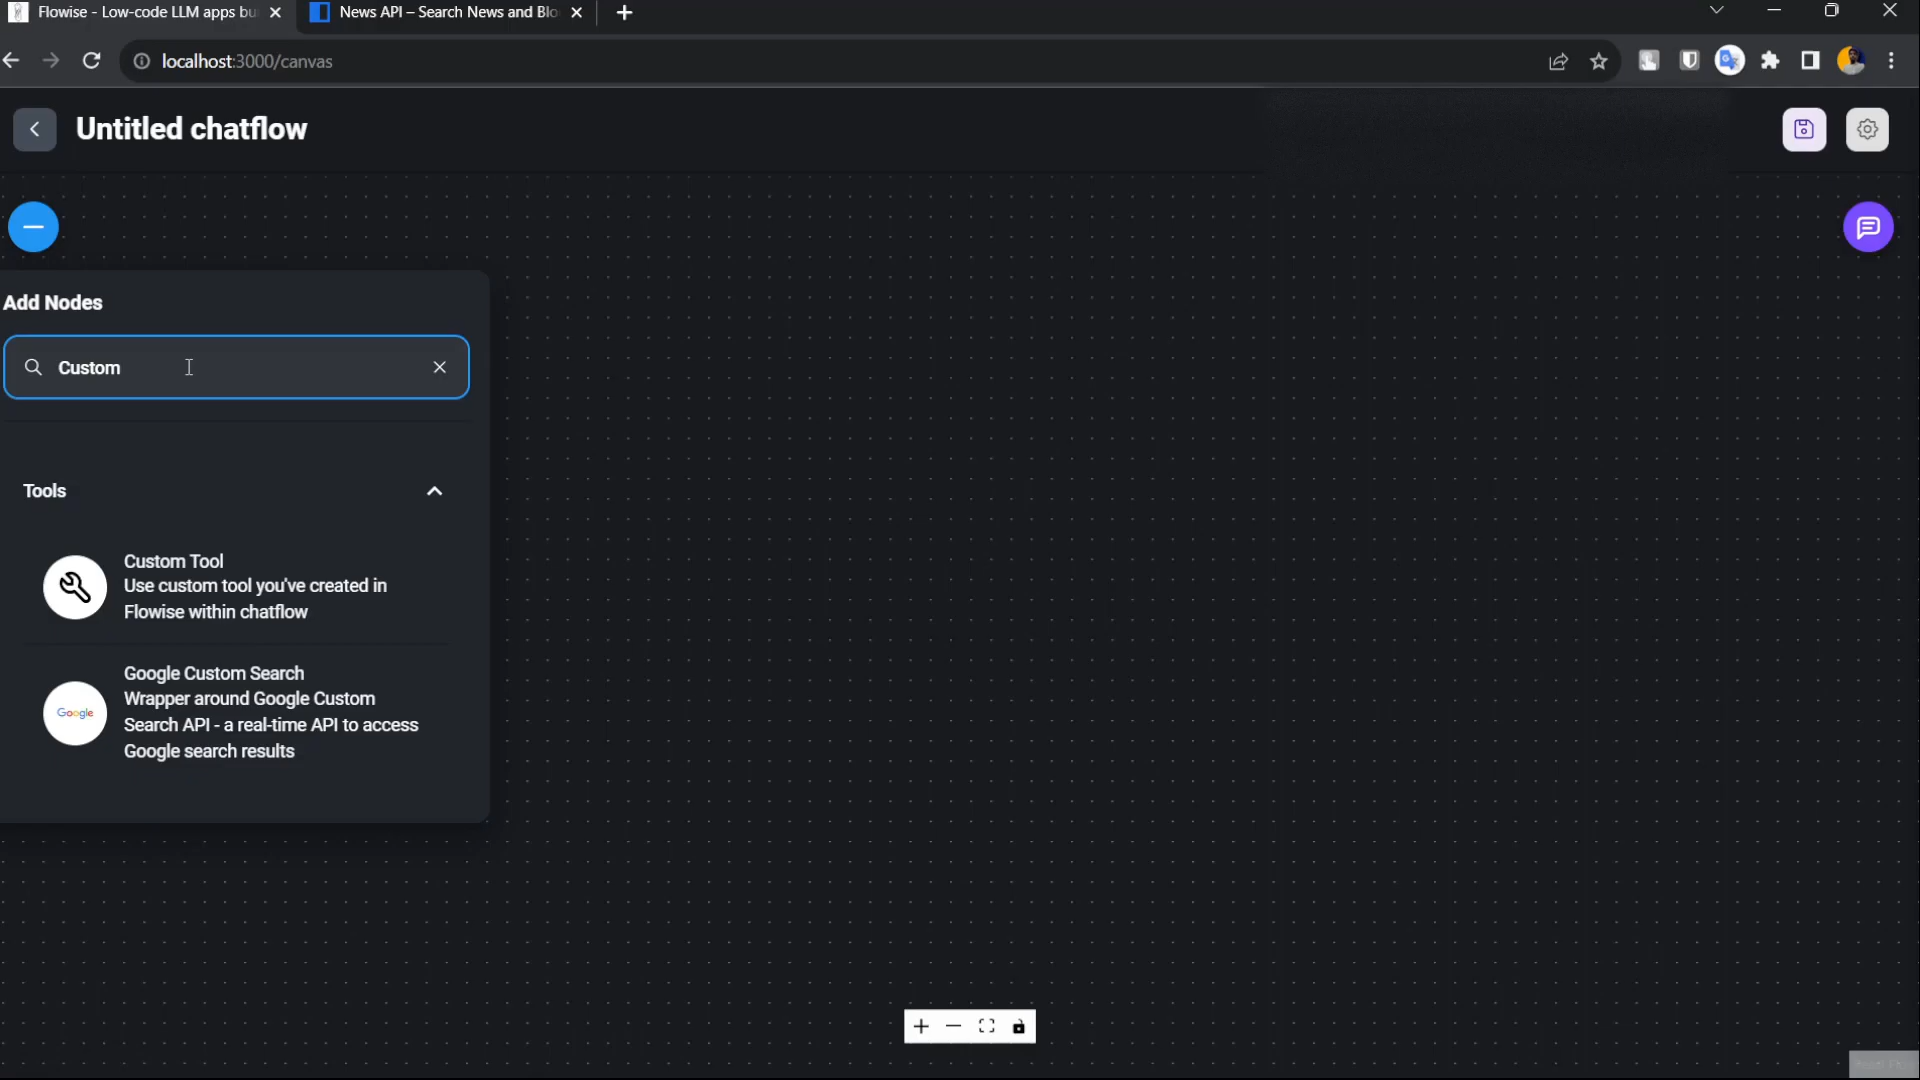 Flowise - Low-code LLM apps bu
News API – Search News and Blo
localhost:3000/canvas
Untitled chatflow
Add Nodes
Custom
Tools
Custom Tool
Use custom tool you've created in
Flowise within chatflow
Google
Google Custom Search
Wrapper around Google Custom
Search API - a real-time API to access
Google search results